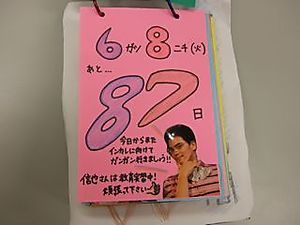 6ガツ8ニチ(火)
あと...
87日
今日からまた
インカレに向けて
ガンガン行きましょう!!
信也さんは教育実習中!
頑張って下さい